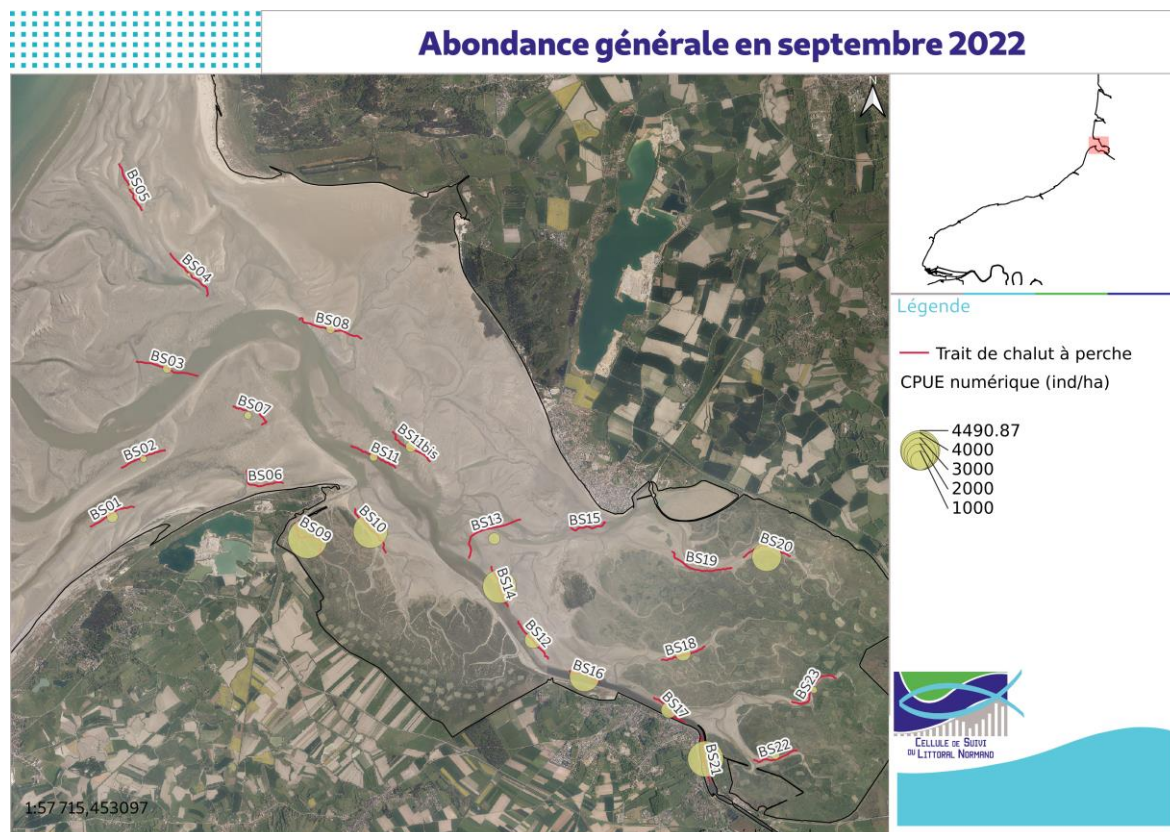 Abondance générale en septembre 2022
N
BS05
BS04
BS08
BS03
BS07
BS02
BS11
BS11bis
BS06
BS01
BS09
BS10
BS13
BS15
BS19
BS20
BS14
BS12
BS18
BS16
BS23
BS17
BS22
BS21
1:57 715,453097
Légende
Trait de chalut à perche
CPUE numérique (ind/ha)
4490.87
4000
3000
2000
1000
CELLULE DE SUIVI
DU LITTORAL NORMAND